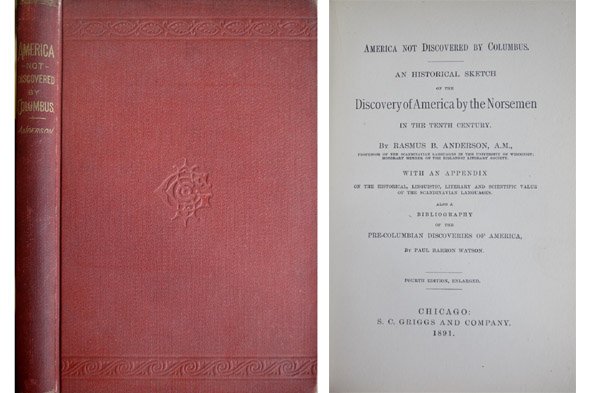 AMERICA
-NOT-
DISCOVERED
BY
COLUMBUS.
ANDERSON
AMERICA NOT DISCOVERED BY COLUMBUS.
AN HISTORICAL SKETCH
OF THE
Discovery of America by the Norsemen
IN THE TENTH CENTURY.
BY RASMUS B. ANDERSON, A.M.,
PROFESSOR OF THE SCANDINAVIAN LANGUAGES IN THE UNIVERSITY OF WISCONSIN;
HONORARY MEMBER OF THE ICELANDIC LITERARY SOCIETY.
WITH AN APPENDIX
ON THE HISTORICAL, LINGUISTIC, LITERARY AND SCIENTIFIC VALUE
OF THE SCANDINAVIAN LANGUAGES.
ALSO A
BIBLIOGRAPHY
OF THE
PRE-COLUMBIAN DISCOVERIES OF AMERICA,
BY PAUL BARRON WATSON.
FOURTH EDITION, ENLARGED.
CHICAGO:
S. C. GRIGGS AND COMPANY.
1891.